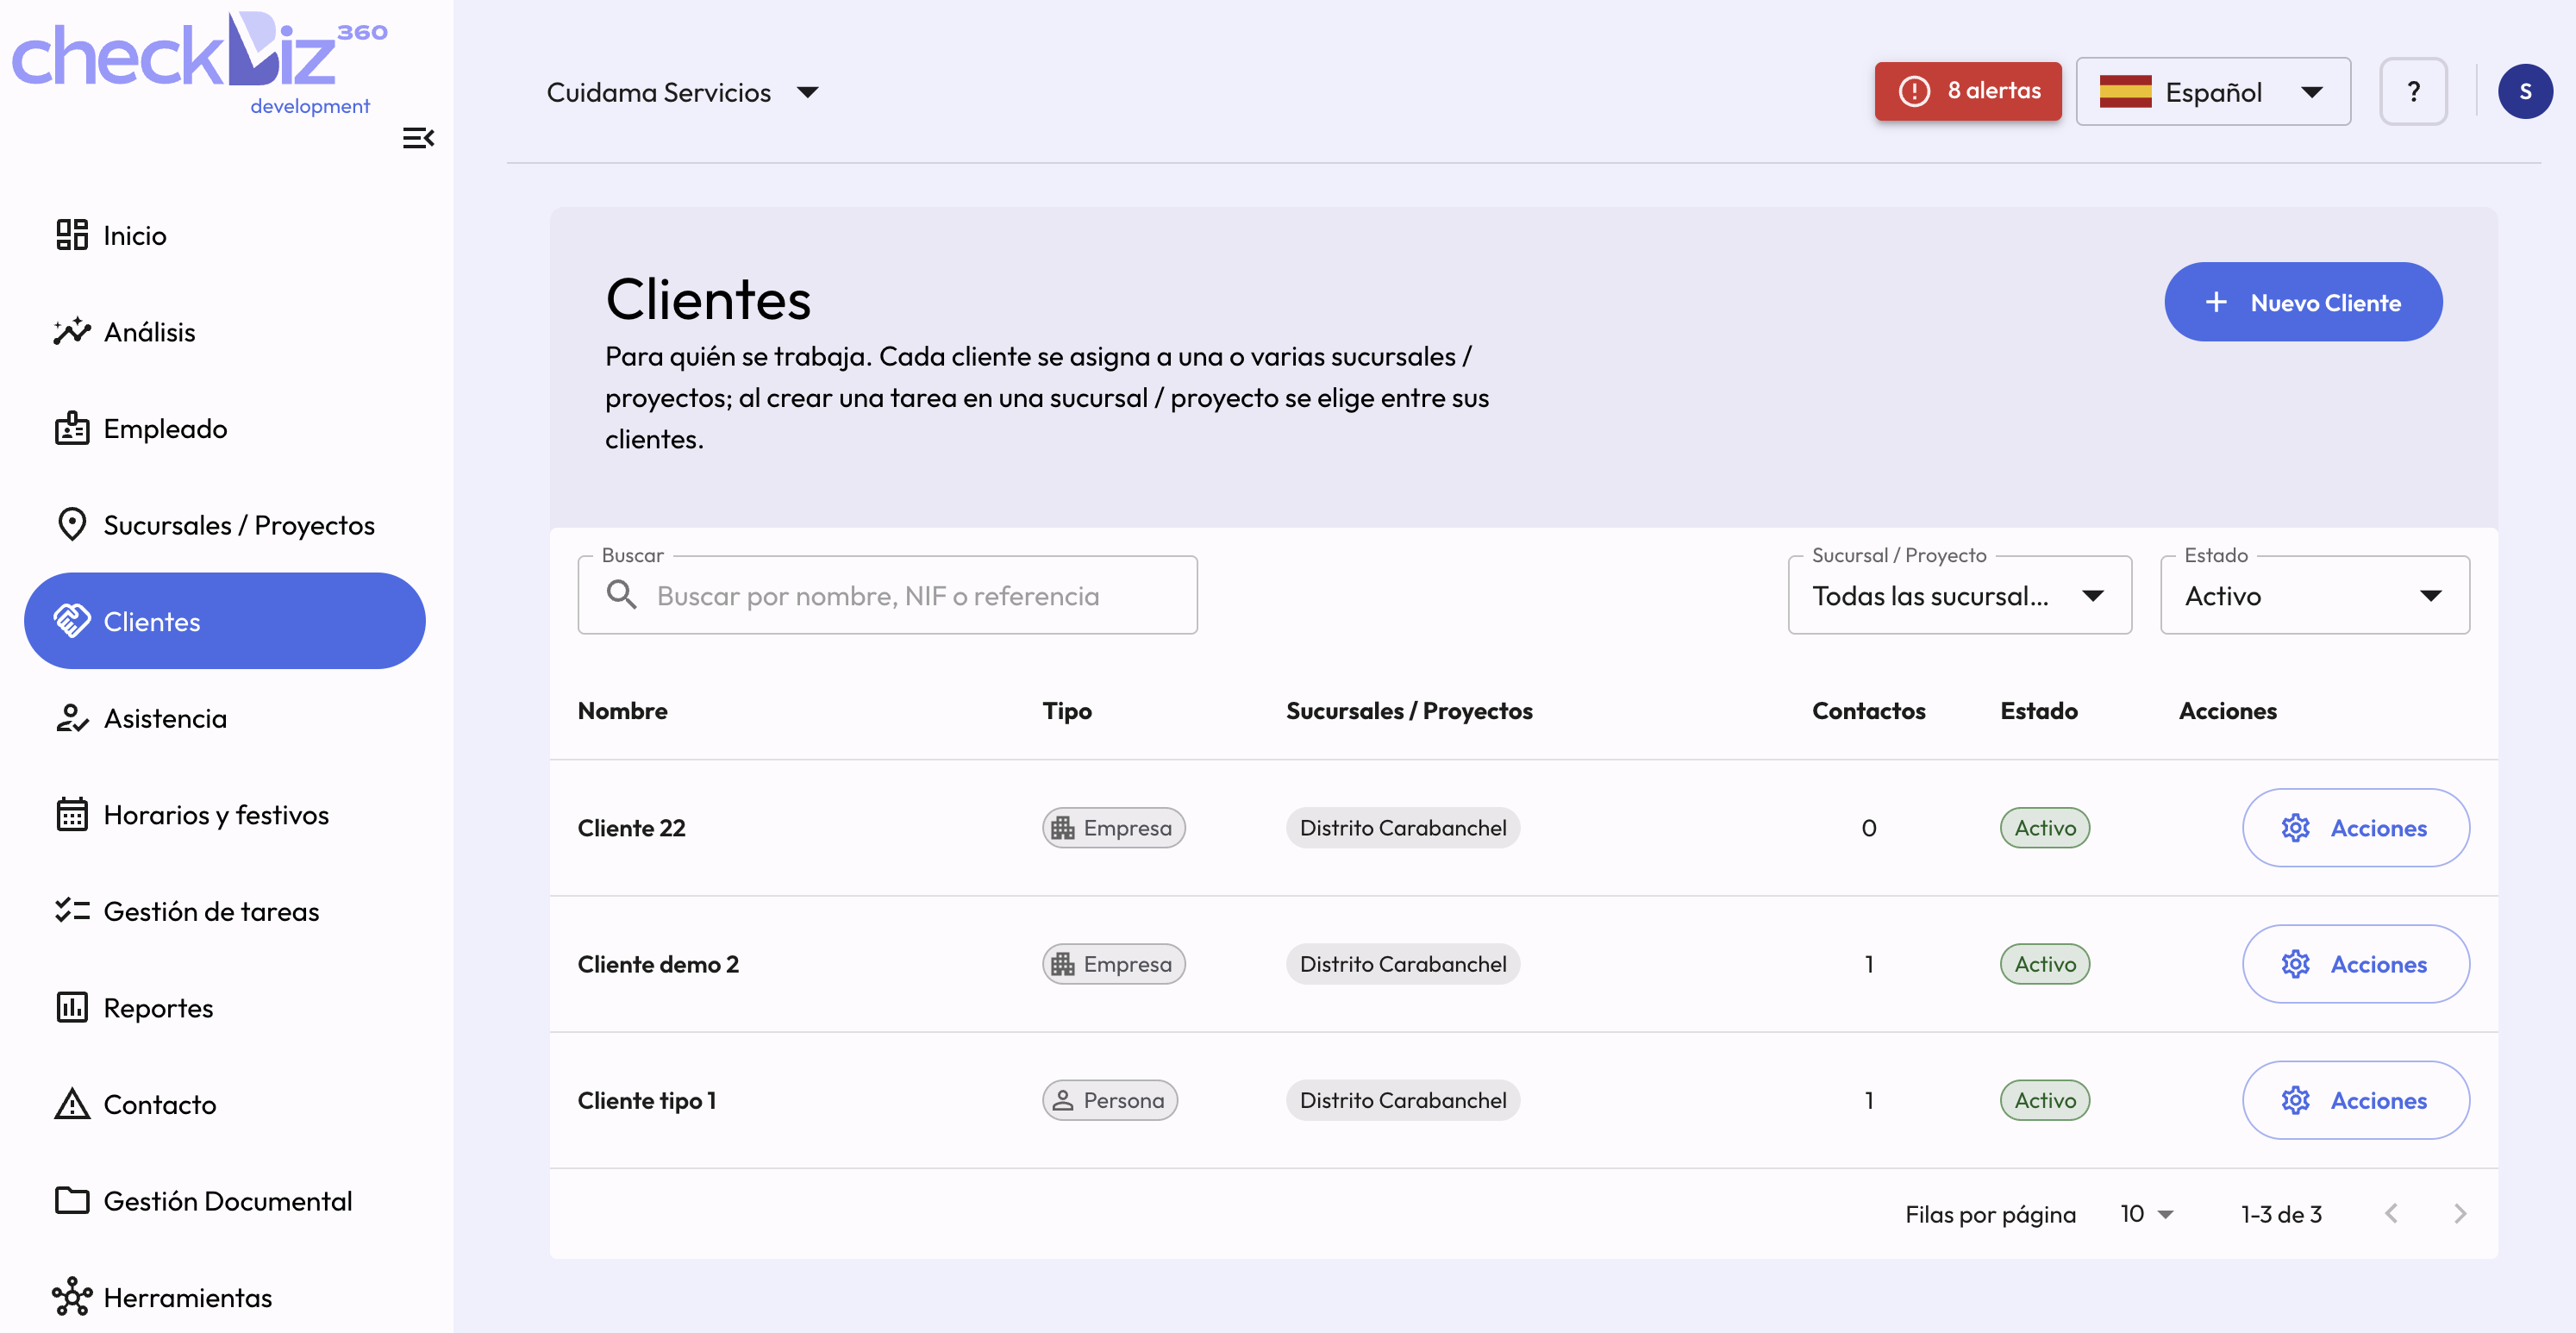 checkbiz 360
development
Inicio
Análisis
Empleado
Sucursales / Proyectos
Clientes
Asistencia
Horarios y festivos
Gestión de tareas
Reportes
Contacto
Gestión Documental
Herramientas
Cuidama Servicios
8 alertas
Español
?
S
Clientes
Nuevo Cliente
Para quién se trabaja. Cada cliente se asigna a una o varias sucursales /
proyectos; al crear una tarea en una sucursal / proyecto se elige entre sus
clientes.
Buscar
Buscar por nombre, NIF o referencia
Sucursal / Proyecto
Todas las sucursal...
Estado
Activo
Nombre Tipo Sucursales / Proyectos Contactos Estado Acciones
Cliente 22 Empresa Distrito Carabanchel 0 Activo Acciones
Cliente demo 2 Empresa Distrito Carabanchel 1 Activo Acciones
Cliente tipo 1 Persona Distrito Carabanchel 1 Activo Acciones
Filas por página 10 1-3 de 3